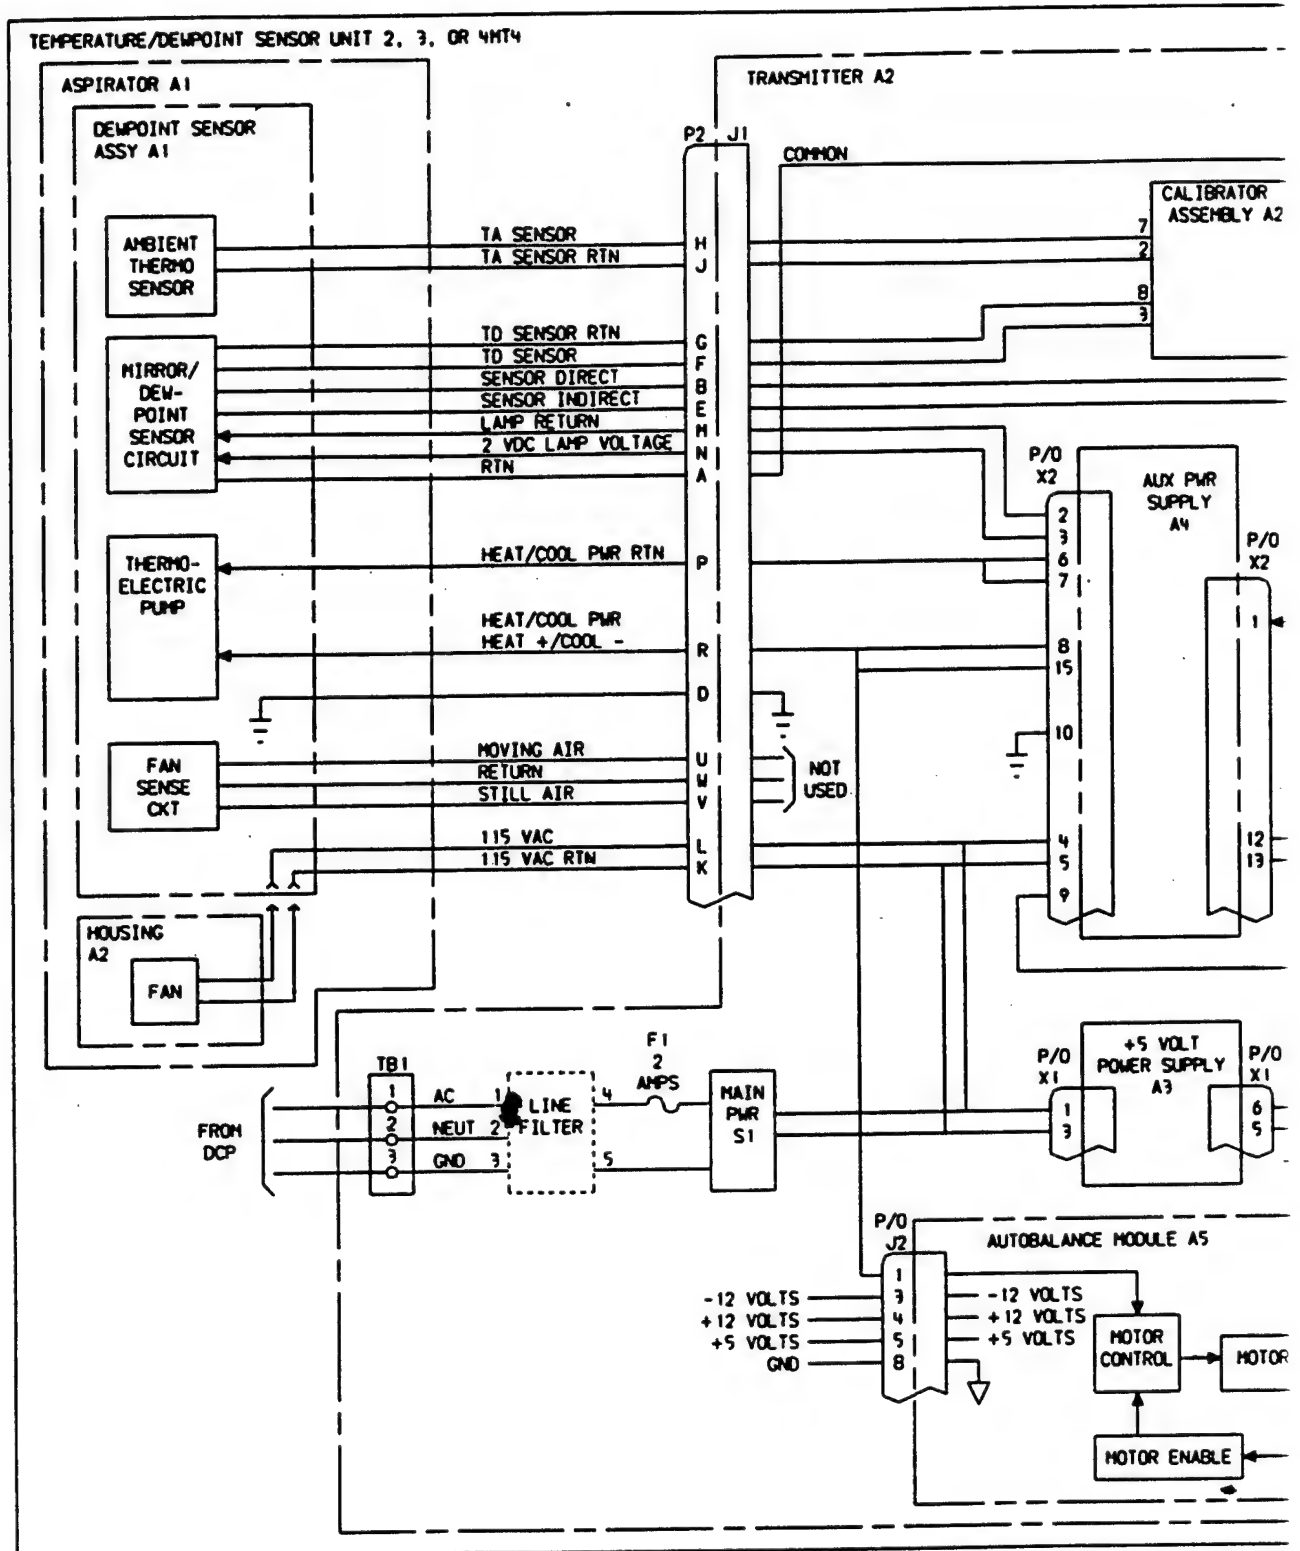 TEMPERATURE/DEWPOINT SENSOR UNIT 2, 3, OR 4MT4
ASPIRATOR A1
TRANSMITTER A2
DEWPOINT SENSOR
ASSY A1
P2 J1
COMMON
CALIBRATOR
ASSEMBLY A2
AMBIENT
THERMO
SENSOR
TA SENSOR
H
7
TA SENSOR RTN
J
2
8
3
MIRROR/
DEW-
POINT
SENSOR
CIRCUIT
TD SENSOR RTN
G
TD SENSOR
F
SENSOR DIRECT
B
SENSOR INDIRECT
E
LAMP RETURN
M
2 VDC LAMP VOLTAGE
N
RTN
A
P/O
X2
AUX PWR
SUPPLY
A4
2
3
6
7
8
15
10
4
5
9
P/O
X2
1
12
13
THERMO-
ELECTRIC
PUMP
HEAT/COOL PWR RTN
P
HEAT/COOL PWR
HEAT +/COOL -
R
D
FAN
SENSE
CKT
MOVING AIR
U
RETURN
W
STILL AIR
V
NOT
USED
115 VAC
L
115 VAC RTN
K
HOUSING
A2
FAN
FROM
DCP
TB1
1
2
3
AC
NEUT
GND
1
2
3
LINE
FILTER
4
5
F1
2
AMPS
MAIN
PWR
S1
P/O
X1
1
3
+5 VOLT
POWER SUPPLY
A3
P/O
X1
6
5
P/O
J2
AUTOBALANCE MODULE A5
1
-12 VOLTS 3 -12 VOLTS
+12 VOLTS 4 +12 VOLTS
+5 VOLTS 5 +5 VOLTS
GND 8
MOTOR
CONTROL
MOTOR
MOTOR ENABLE